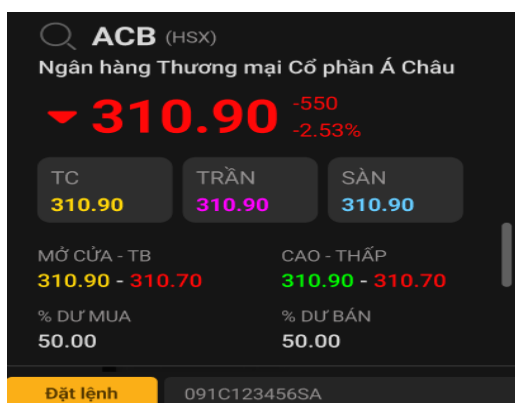 ACB (HSX)
Ngân hàng Thương mại Cổ phần Á Châu
310.90 -550
-2.53%
TC TRẦN SÀN
310.90 310.90 310.90
MỞ CỬA - TB CAO - THẤP
310.90 - 310.70 310.90 - 310.70
% DƯ MUA % DƯ BÁN
50.00 50.00
Đặt lệnh 091C123456SA